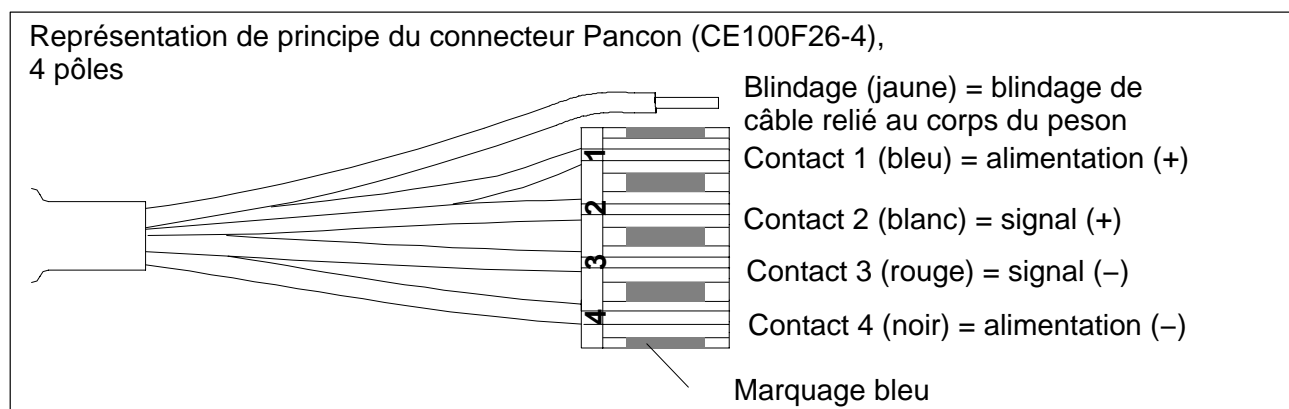 Représentation de principe du connecteur Pancon (CE100F26-4),
4 pôles
Blindage (jaune) = blindage de
câble relié au corps du peson
1
Contact 1 (bleu) = alimentation (+)
2
Contact 2 (blanc) = signal (+)
3
Contact 3 (rouge) = signal (−)
4
Contact 4 (noir) = alimentation (−)
Marquage bleu